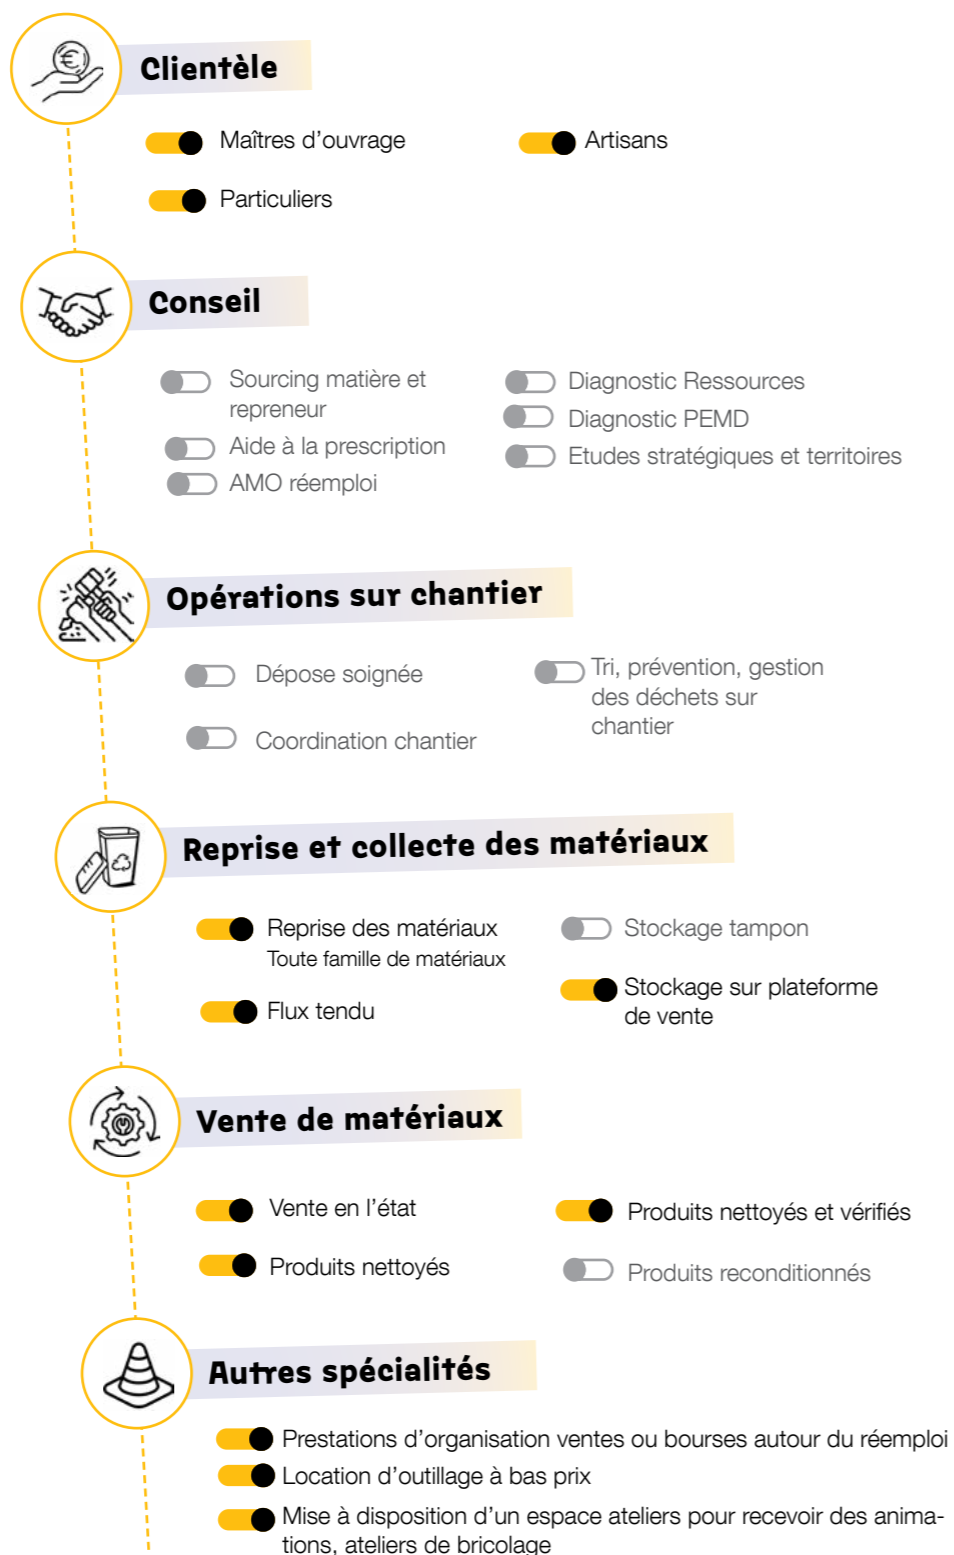 Clientèle
Maîtres d'ouvrage
Artisans
Particuliers
Conseil
Sourcing matière et
repreneur
Aide à la prescription
AMO réemploi
Diagnostic Ressources
Diagnostic PEMD
Etudes stratégiques et territoires
Opérations sur chantier
Dépose soignée
Coordination chantier
Tri, prévention, gestion
des déchets sur
chantier
Reprise et collecte des matériaux
Reprise des matériaux
Toute famille de matériaux
Flux tendu
Stockage tampon
Stockage sur plateforme
de vente
Vente de matériaux
Vente en l'état
Produits nettoyés
Produits nettoyés et vérifiés
Produits reconditionnés
Autres spécialités
Prestations d'organisation ventes ou bourses autour du réemploi
Location d'outillage à bas prix
Mise à disposition d'un espace ateliers pour recevoir des anima-
tions, ateliers de bricolage